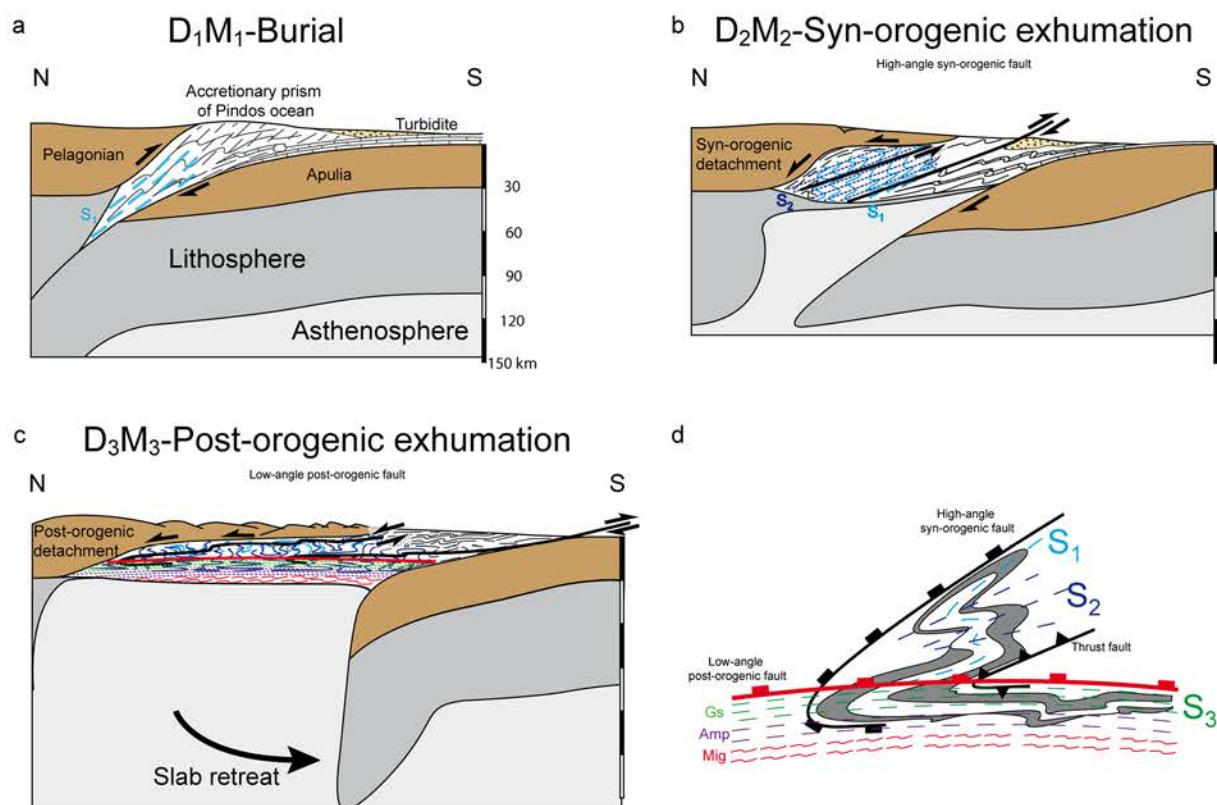 a
D₁M₁-Burial
N
S
Accretionary prism
of Pindos ocean
Turbidite
Pelagonian
Apulia
S₁
30
60
Lithosphere
90
120
Asthenosphere
150 km
b
D₂M₂-Syn-orogenic exhumation
High-angle syn-orogenic fault
N
S
Syn-orogenic
detachment
S₂
S₁
c
D₃M₃-Post-orogenic exhumation
Low-angle post-orogenic fault
N
S
Post-orogenic
detachment
Slab retreat
d
High-angle
syn-orogenic fault
S₁
S₂
Thrust fault
Low-angle
post-orogenic fault
Gs
S₃
Amp
Mig